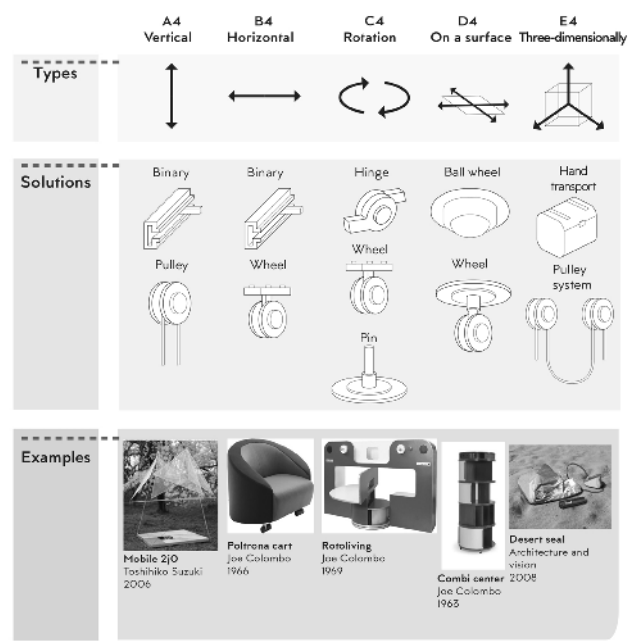 A4
Vertical
B4
Horizontal
C4
Rotation
D4
On a surface
E4
Three-dimensionally
Types
Solutions
Binary
Pulley
Binary
Wheel
Hinge
Wheel
Pin
Ball wheel
Wheel
Hand
transport
Pulley
system
Examples
Mobile 2j0
Toshihiko Suzuki
2006
Poltrona cart
Joe Colombo
1966
Rotoliving
Joe Colombo
1969
Combi center
Joe Colombo
1963
Desert seal
Architecture and
vision
2008